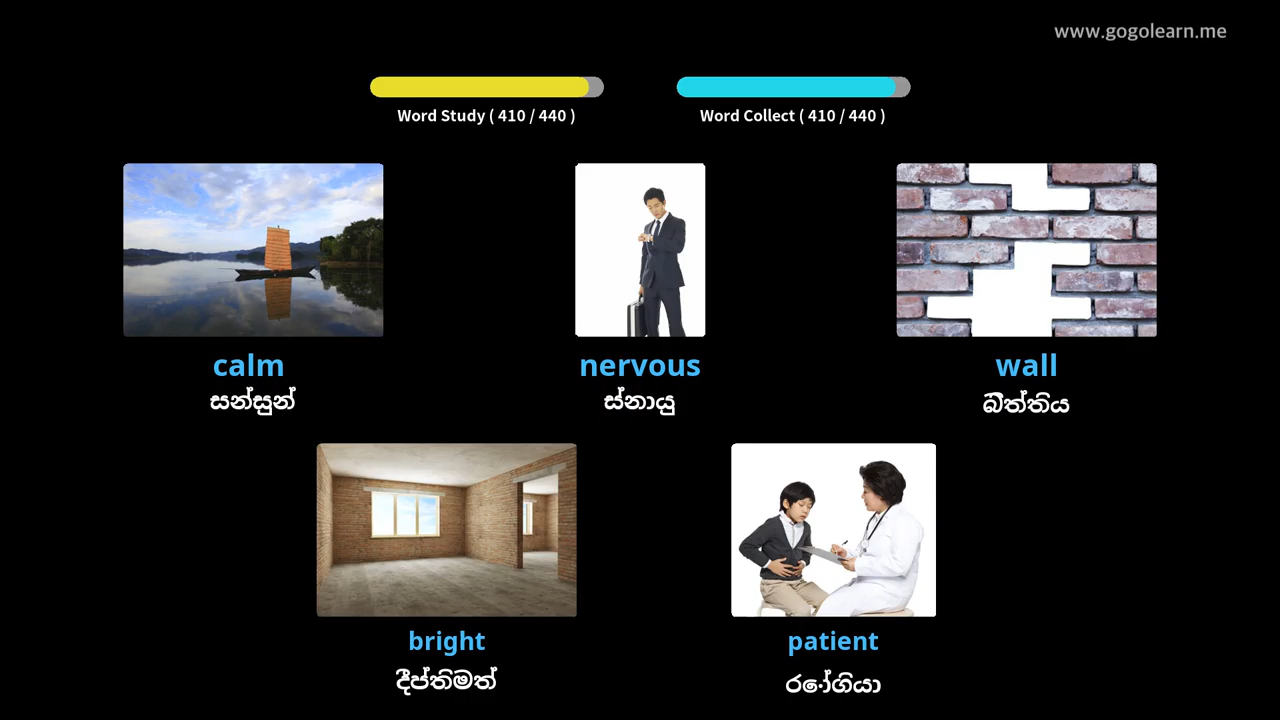 www.gogolearn.me
Word Study ( 410 / 440 )
Word Collect ( 410 / 440 )
calm
සන්සුන්
nervous
ස්නායු
wall
බිත්තිය
bright
දීප්තිමත්
patient
රෝගියා